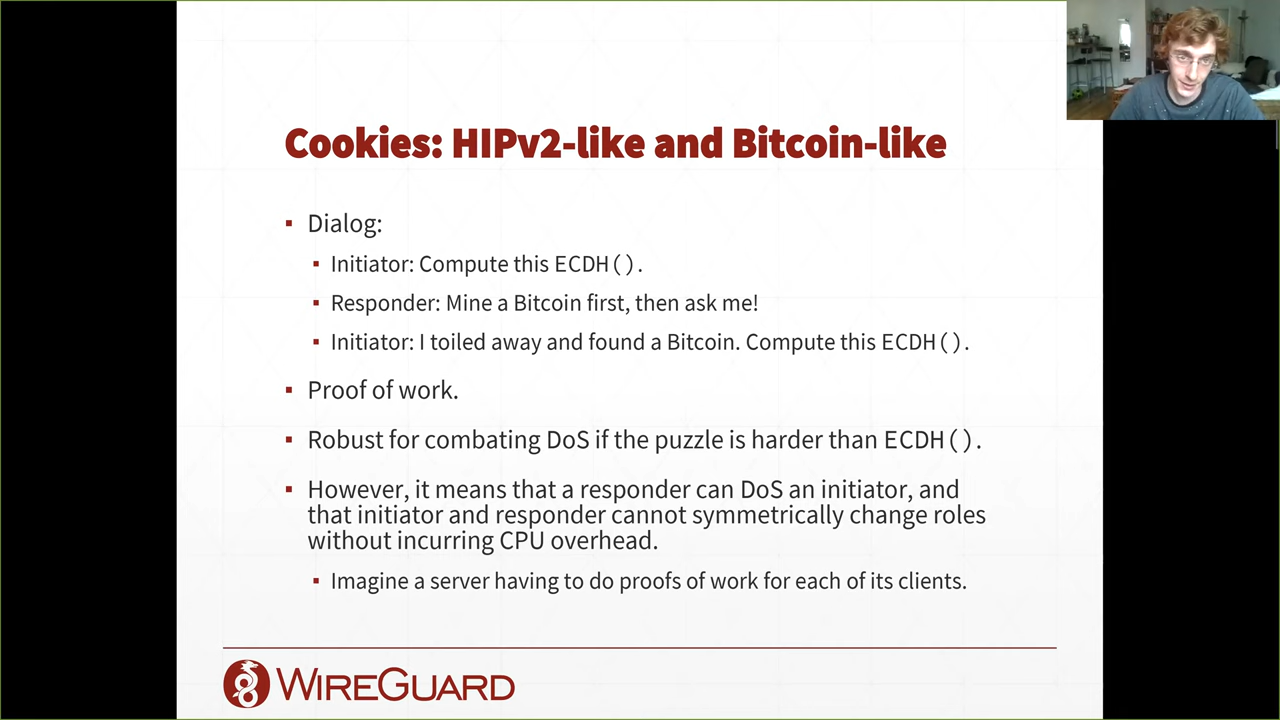 Cookies: HIPv2-like and Bitcoin-like
▪ Dialog:
▪ Initiator: Compute this ECDH().
▪ Responder: Mine a Bitcoin first, then ask me!
▪ Initiator: I toiled away and found a Bitcoin. Compute this ECDH().
▪ Proof of work.
▪ Robust for combating DoS if the puzzle is harder than ECDH().
▪ However, it means that a responder can DoS an initiator, and
that initiator and responder cannot symmetrically change roles
without incurring CPU overhead.
▪ Imagine a server having to do proofs of work for each of its clients.
WIREGUARD